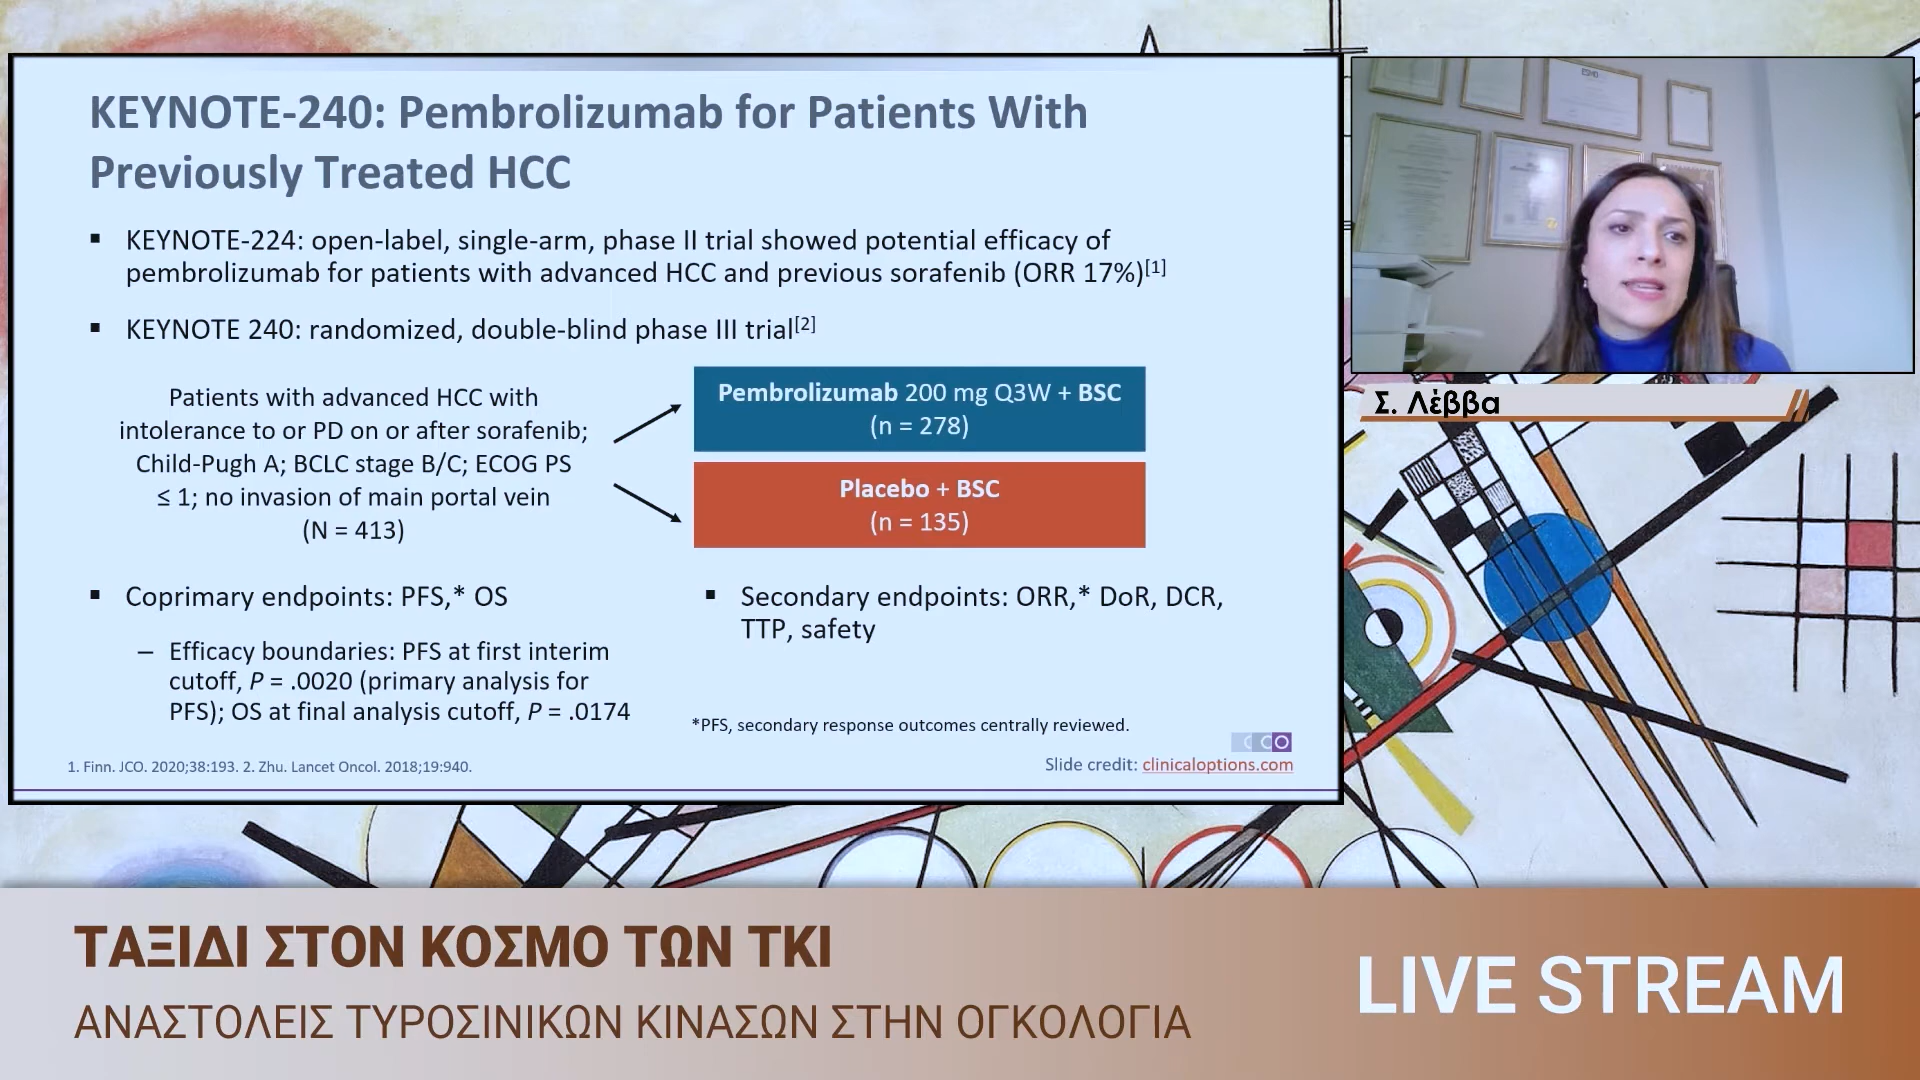 KEYNOTE-240: Pembrolizumab for Patients With
Previously Treated HCC
▪ KEYNOTE-224: open-label, single-arm, phase II trial showed potential efficacy of
pembrolizumab for patients with advanced HCC and previous sorafenib (ORR 17%)[1]
▪ KEYNOTE 240: randomized, double-blind phase III trial[2]
Patients with advanced HCC with
intolerance to or PD on or after sorafenib;
Child-Pugh A; BCLC stage B/C; ECOG PS
≤ 1; no invasion of main portal vein
(N = 413)
Pembrolizumab 200 mg Q3W + BSC
(n = 278)
Placebo + BSC
(n = 135)
▪ Coprimary endpoints: PFS,* OS
– Efficacy boundaries: PFS at first interim
cutoff, P = .0020 (primary analysis for
PFS); OS at final analysis cutoff, P = .0174
▪ Secondary endpoints: ORR,* DoR, DCR,
TTP, safety
*PFS, secondary response outcomes centrally reviewed.
CCO
1. Finn. JCO. 2020;38:193. 2. Zhu. Lancet Oncol. 2018;19:940.
Slide credit: clinicaloptions.com
ESMO
Σ. Λέββα
ΤΑΞΙΔΙ ΣΤΟΝ ΚΟΣΜΟ ΤΩΝ ΤΚΙ
ΑΝΑΣΤΟΛΕΙΣ ΤΥΡΟΣΙΝΙΚΩΝ ΚΙΝΑΣΩΝ ΣΤΗΝ ΟΓΚΟΛΟΓΙΑ
LIVE STREAM